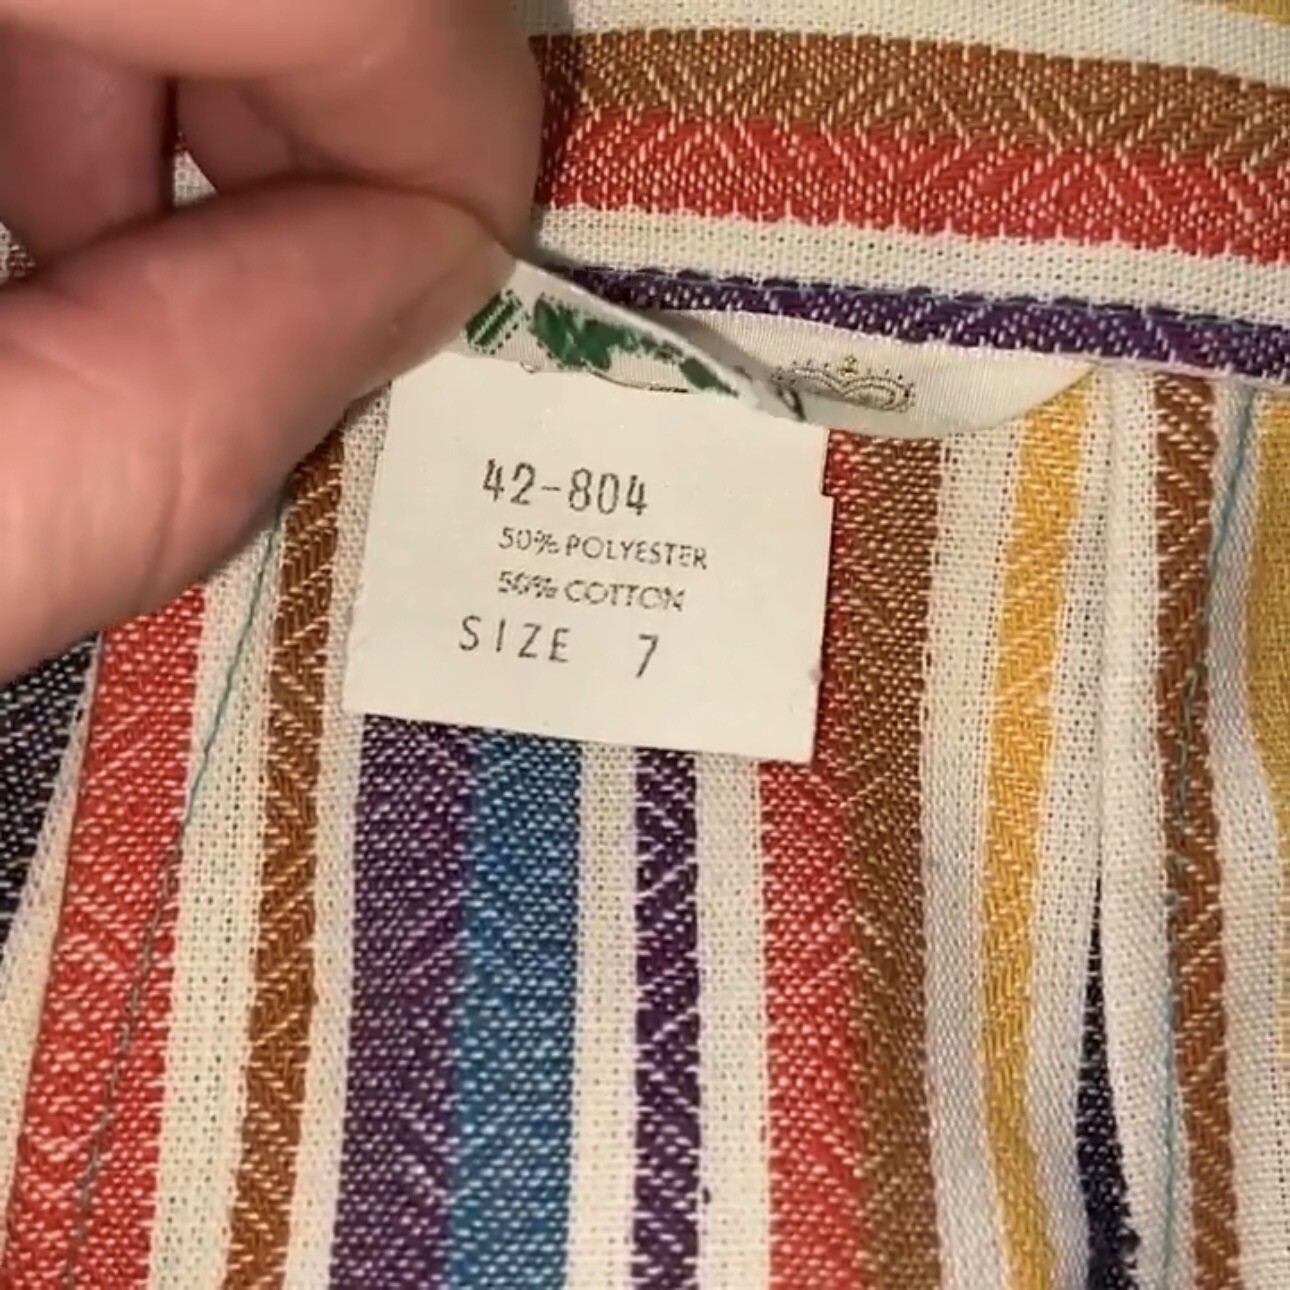 42-804
50% POLYESTER
50% COTTON
SIZE 7